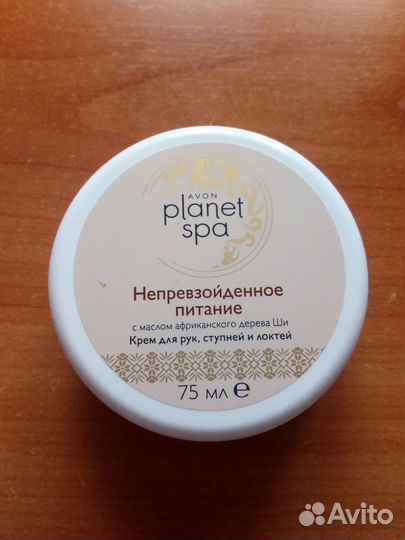 AVON
planet
spa
Непревзойденное
питание
с маслом африканского дерева Ши
Крем для рук, ступней и локтей
75 мл e
Avito